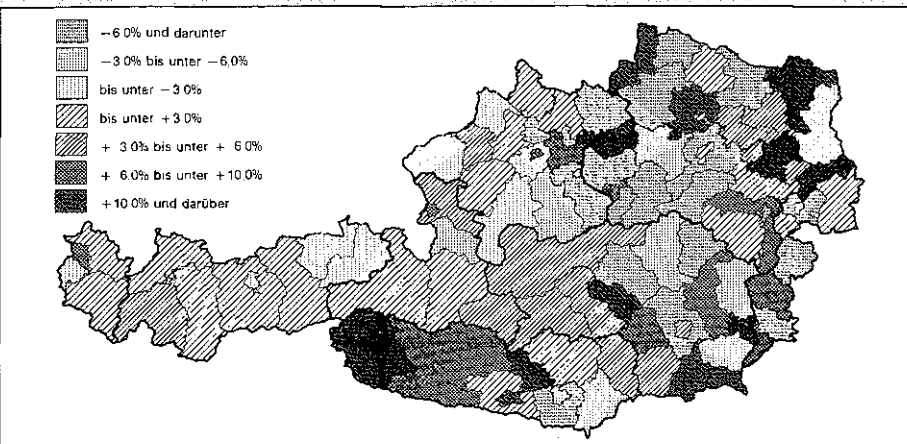 −6 0% und darunter
−3 0% bis unter −6,0%
bis unter −3 0%
bis unter +3 0%
+ 3 0% bis unter + 6 0%
+ 6 0% bis unter +10 0%
+10 0% und darüber